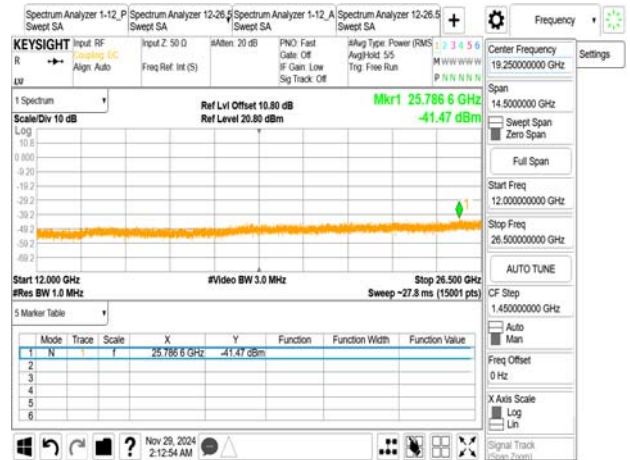 Spectrum Analyzer 1-12_P Swept SA
Spectrum Analyzer 12-26.5 Swept SA
Spectrum Analyzer 1-12_A Swept SA
Spectrum Analyzer 12-26.5 Swept SA
+
Frequency
Settings
KEYSIGHT
R
Input: RF
Coupling: DC
Align: Auto
Input Z: 50 Ω
Freq Ref: Int (S)
#Atten: 20 dB
PNO: Fast
Gate: Off
IF Gain: Low
Sig Track: Off
#Avg Type: Power (RMS)
Avg|Hold: 5/5
Trig: Free Run
1 2 3 4 5 6
M W W W W W
P N N N N N
1 Spectrum
Scale/Div 10 dB
Ref Lvl Offset 10.80 dB
Ref Level 20.80 dBm
Mkr1 25.786 6 GHz
-41.47 dBm
Log
10.8
0.800
-9.20
-19.2
-29.2
-39.2
-49.2
-59.2
-69.2
1
Start 12.000 GHz
#Res BW 1.0 MHz
#Video BW 3.0 MHz
Stop 26.500 GHz
Sweep ~27.8 ms (15001 pts)
5 Marker Table
Mode Trace Scale X Y Function Function Width Function Value
1 N 1 f 25.786 6 GHz -41.47 dBm
2
3
4
5
6
Nov 29, 2024
2:12:54 AM
Center Frequency
19.250000000 GHz
Span
14.5000000 GHz
Swept Span
Zero Span
Full Span
Start Freq
12.000000000 GHz
Stop Freq
26.500000000 GHz
AUTO TUNE
CF Step
1.450000000 GHz
Auto
Man
Freq Offset
0 Hz
X Axis Scale
Log
Lin
Signal Track
(Span Zoom)